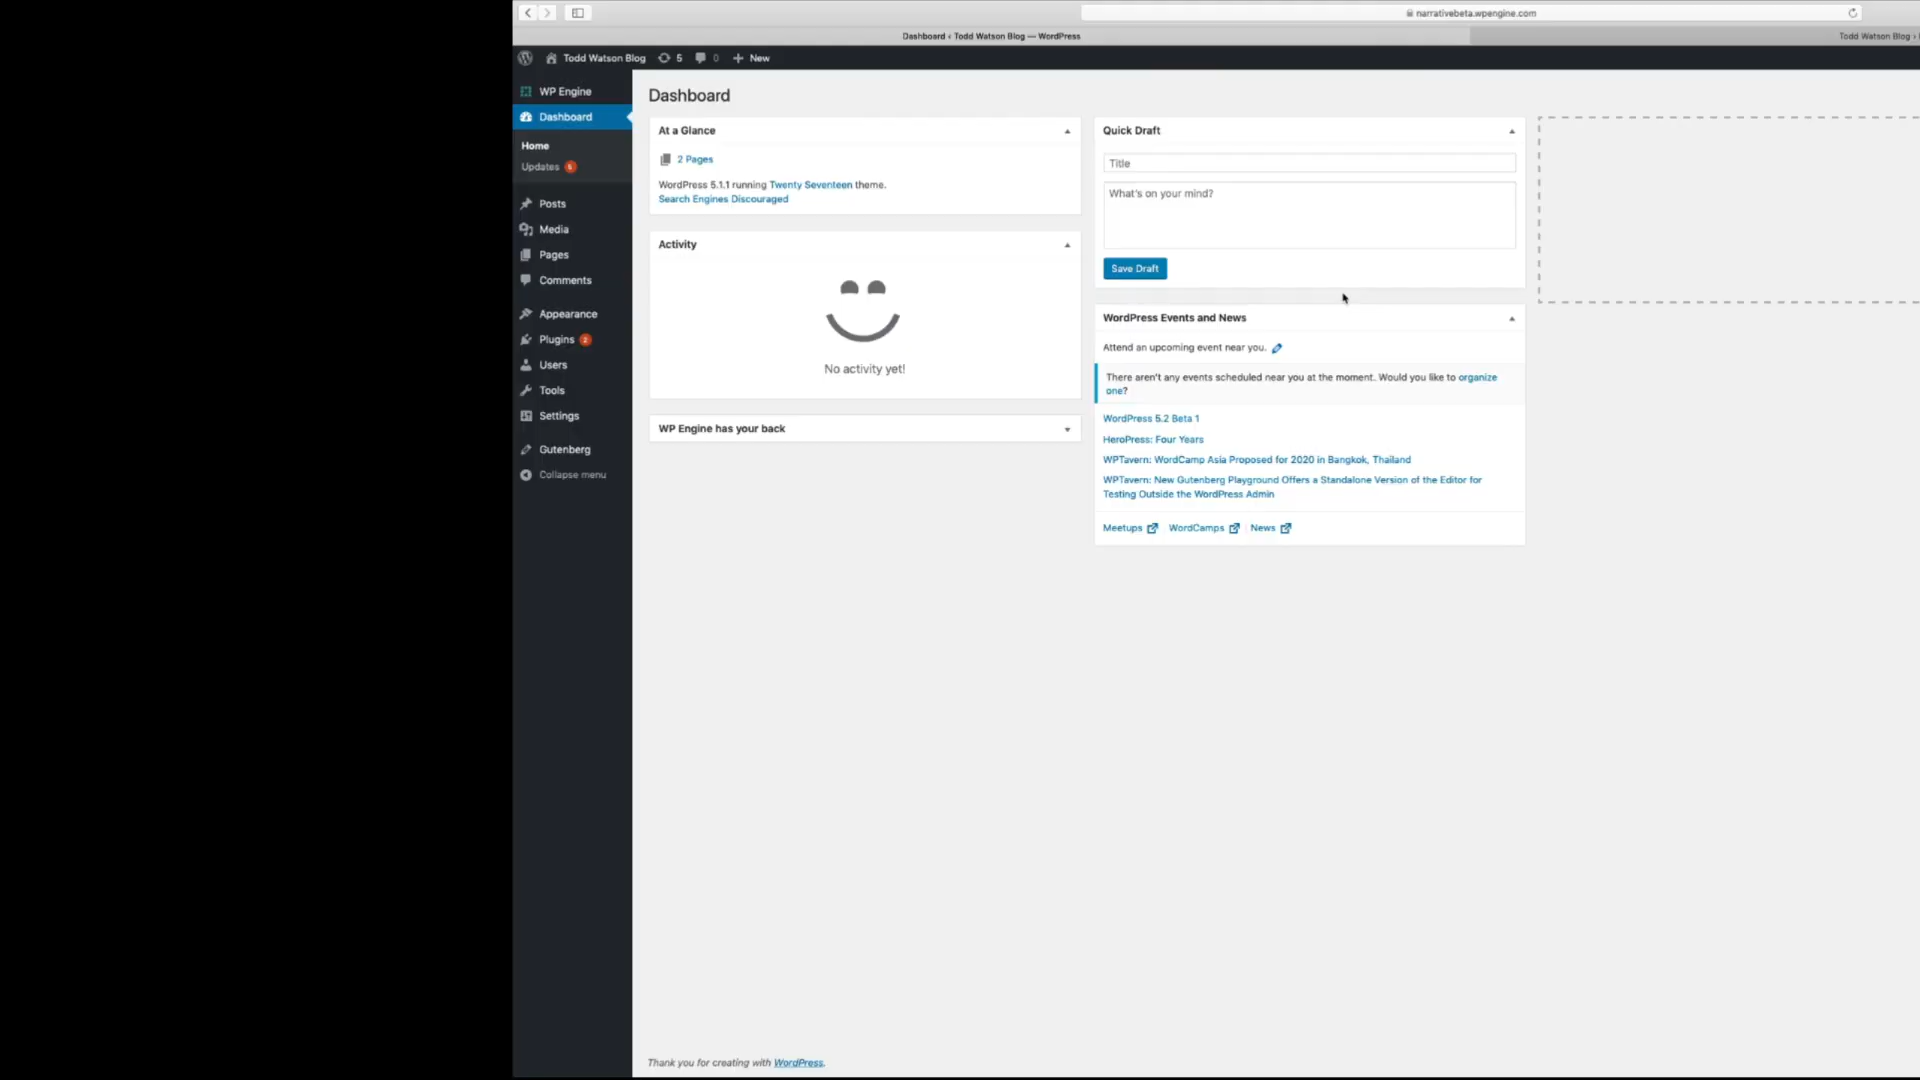 narrativebeta.wpengine.com
Dashboard ‹ Todd Watson Blog — WordPress
Todd Watson Blog ›
Todd Watson Blog 5 0 New
WP Engine
Dashboard
Home
Updates 5
Posts
Media
Pages
Comments
Appearance
Plugins 2
Users
Tools
Settings
Gutenberg
Collapse menu
Dashboard
At a Glance
2 Pages
WordPress 5.1.1 running Twenty Seventeen theme.
Search Engines Discouraged
Activity
No activity yet!
WP Engine has your back
Quick Draft
Title
What's on your mind?
Save Draft
WordPress Events and News
Attend an upcoming event near you.
There aren't any events scheduled near you at the moment. Would you like to organize
one?
WordPress 5.2 Beta 1
HeroPress: Four Years
WPTavern: WordCamp Asia Proposed for 2020 in Bangkok, Thailand
WPTavern: New Gutenberg Playground Offers a Standalone Version of the Editor for
Testing Outside the WordPress Admin
Meetups WordCamps News
Thank you for creating with WordPress.